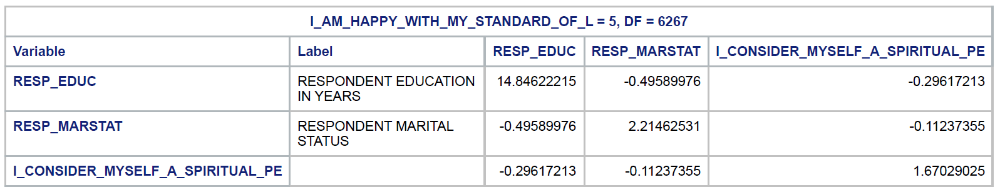 I_AM_HAPPY_WITH_MY_STANDARD_OF_L = 5, DF = 6267
Variable Label RESP_EDUC RESP_MARSTAT I_CONSIDER_MYSELF_A_SPIRITUAL_PE
RESP_EDUC RESPONDENT EDUCATION 14.84622215 -0.49589976 -0.29617213
IN YEARS
RESP_MARSTAT RESPONDENT MARITAL -0.49589976 2.21462531 -0.11237355
STATUS
I_CONSIDER_MYSELF_A_SPIRITUAL_PE -0.29617213 -0.11237355 1.67029025